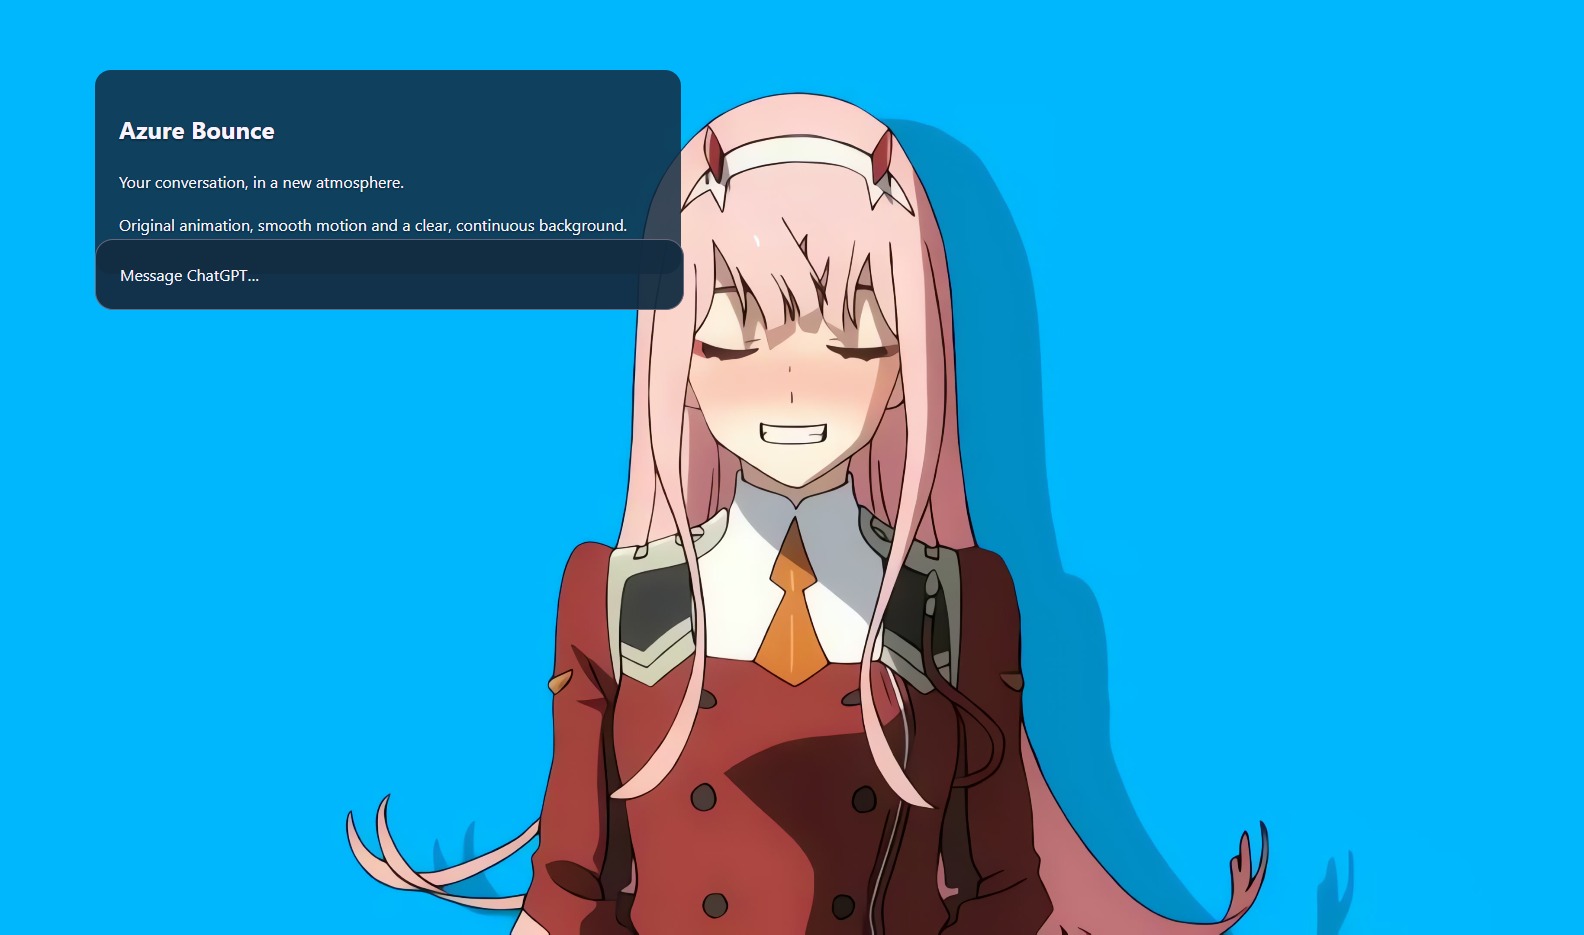 Azure Bounce
Your conversation, in a new atmosphere.
Original animation, smooth motion and a clear, continuous background.
Message ChatGPT...